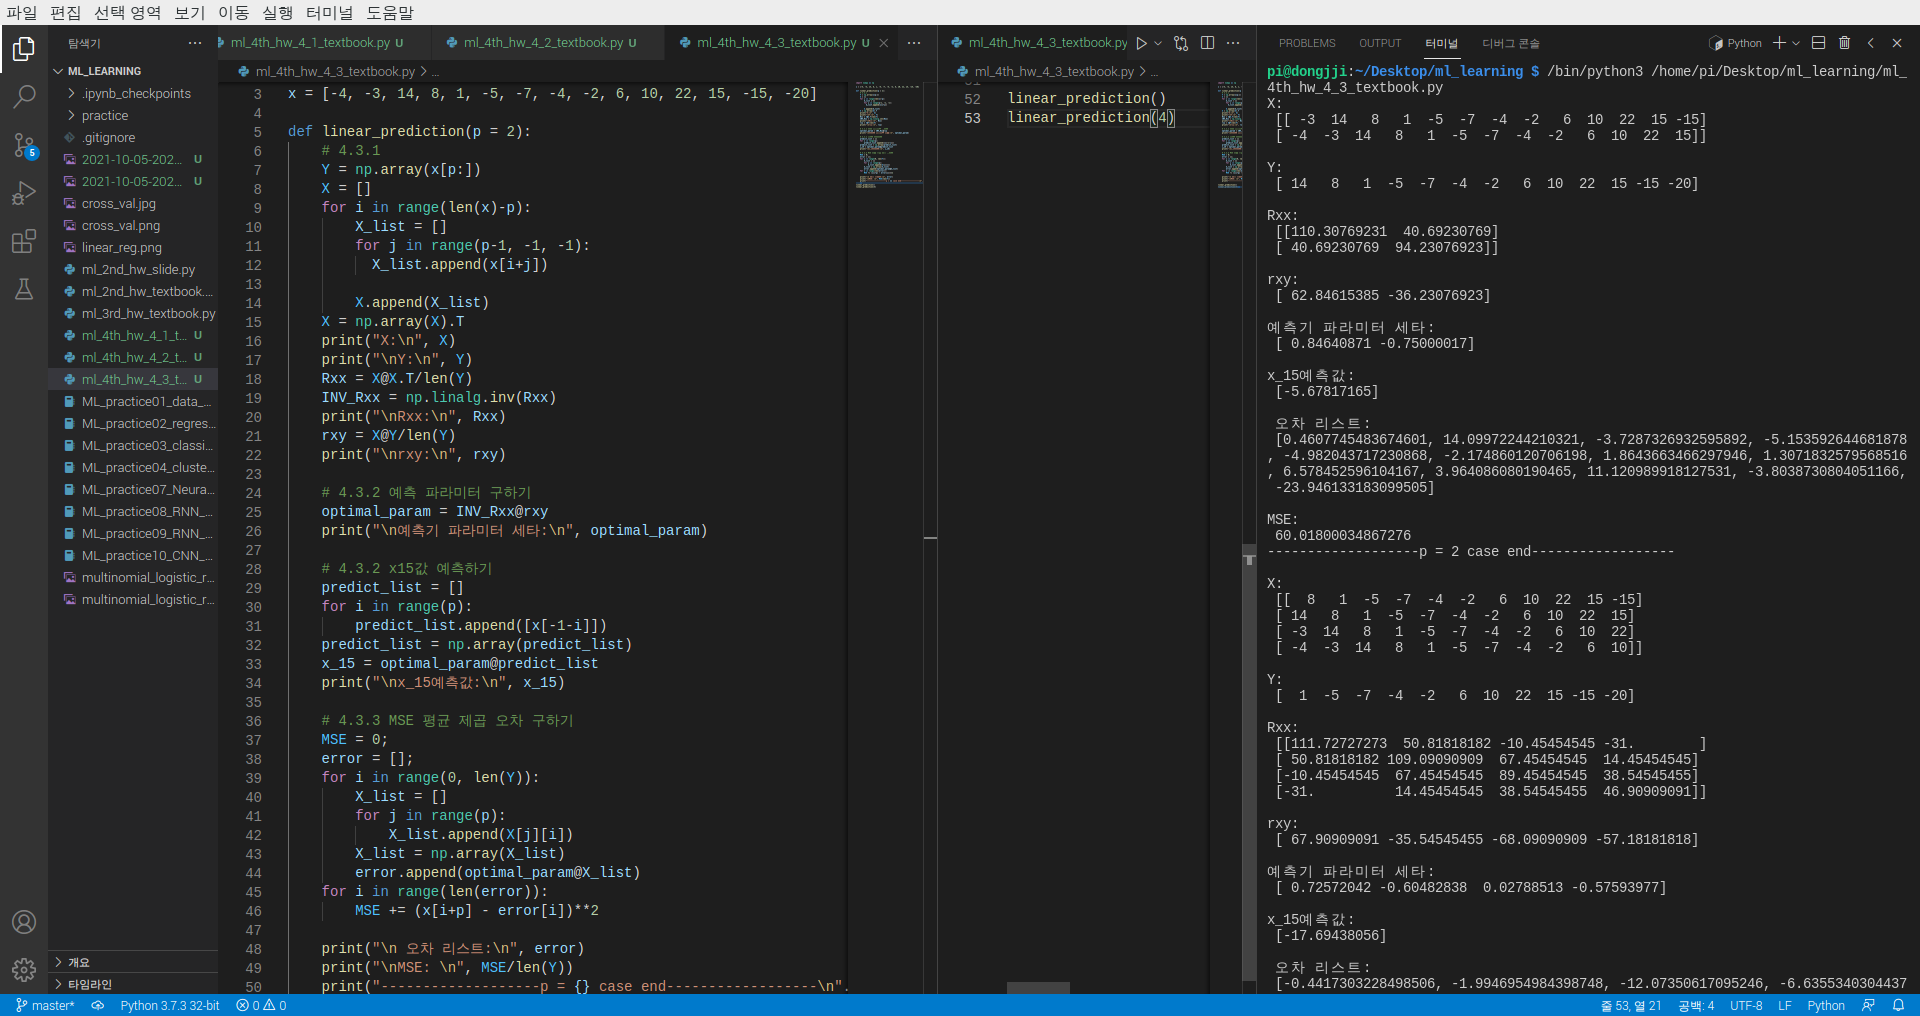 파일 편집 선택 영역 보기 이동 실행 터미널 도움말
탐색기 ···
ML_LEARNING
.ipynb_checkpoints
practice
.gitignore
2021-10-05-202... U
2021-10-05-202... U
cross_val.jpg
cross_val.png
linear_reg.png
ml_2nd_hw_slide.py
ml_2nd_hw_textbook....
ml_3rd_hw_textbook.py
ml_4th_hw_4_1_t... U
ml_4th_hw_4_2_t... U
ml_4th_hw_4_3_t... U
ML_practice01_data_...
ML_practice02_regres...
ML_practice03_classi...
ML_practice04_cluste...
ML_practice07_Neura...
ML_practice08_RNN_...
ML_practice09_RNN_...
ML_practice10_CNN_...
multinomial_logistic_r...
multinomial_logistic_r...
개요
타임라인
5
ml_4th_hw_4_1_textbook.py U
ml_4th_hw_4_2_textbook.py U
ml_4th_hw_4_3_textbook.py U
ml_4th_hw_4_3_textbook.py > ...
3 x = [-4, -3, 14, 8, 1, -5, -7, -4, -2, 6, 10, 22, 15, -15, -20]
4
5 def linear_prediction(p = 2):
6 # 4.3.1
7 Y = np.array(x[p:])
8 X = []
9 for i in range(len(x)-p):
10 X_list = []
11 for j in range(p-1, -1, -1):
12 X_list.append(x[i+j])
13
14 X.append(X_list)
15 X = np.array(X).T
16 print("X:\n", X)
17 print("\nY:\n", Y)
18 Rxx = X@X.T/len(Y)
19 INV_Rxx = np.linalg.inv(Rxx)
20 print("\nRxx:\n", Rxx)
21 rxy = X@Y/len(Y)
22 print("\nrxy:\n", rxy)
23
24 # 4.3.2 예측 파라미터 구하기
25 optimal_param = INV_Rxx@rxy
26 print("\n예측기 파라미터 세타:\n", optimal_param)
27
28 # 4.3.2 x15값 예측하기
29 predict_list = []
30 for i in range(p):
31 predict_list.append([x[-1-i]])
32 predict_list = np.array(predict_list)
33 x_15 = optimal_param@predict_list
34 print("\nx_15예측값:\n", x_15)
35
36 # 4.3.3 MSE 평균 제곱 오차 구하기
37 MSE = 0;
38 error = [];
39 for i in range(0, len(Y)):
40 X_list = []
41 for j in range(p):
42 X_list.append(X[j][i])
43 X_list = np.array(X_list)
44 error.append(optimal_param@X_list)
45 for i in range(len(error)):
46 MSE += (x[i+p] - error[i])**2
47
48 print("\n 오차 리스트:\n", error)
49 print("\nMSE: \n", MSE/len(Y))
50 print("-------------------p = {} case end------------------\n".
ml_4th_hw_4_3_textbook.py
ml_4th_hw_4_3_textbook.py > ...
52 linear_prediction()
53 linear_prediction(4)
PROBLEMS OUTPUT 터미널 디버그 콘솔 Python
pi@dongjji:~/Desktop/ml_learning $ /bin/python3 /home/pi/Desktop/ml_learning/ml_
4th_hw_4_3_textbook.py
X:
[[ -3 14 8 1 -5 -7 -4 -2 6 10 22 15 -15]
[ -4 -3 14 8 1 -5 -7 -4 -2 6 10 22 15]]
Y:
[ 14 8 1 -5 -7 -4 -2 6 10 22 15 -15 -20]
Rxx:
[[110.30769231 40.69230769]
[ 40.69230769 94.23076923]]
rxy:
[ 62.84615385 -36.23076923]
예측기 파라미터 세타:
[ 0.84640871 -0.75000017]
x_15예측값:
[-5.67817165]
오차 리스트:
[0.4607745483674601, 14.09972244210321, -3.7287326932595892, -5.153592644681878
, -4.982043717230868, -2.174860120706198, 1.8643663466297946, 1.3071832579568516
, 6.578452596104167, 3.964086080190465, 11.120989918127531, -3.8038730804051166,
-23.946133183099505]
MSE:
60.01800034867276
-------------------p = 2 case end------------------
X:
[[ 8 1 -5 -7 -4 -2 6 10 22 15 -15]
[ 14 8 1 -5 -7 -4 -2 6 10 22 15]
[ -3 14 8 1 -5 -7 -4 -2 6 10 22]
[ -4 -3 14 8 1 -5 -7 -4 -2 6 10]]
Y:
[ 1 -5 -7 -4 -2 6 10 22 15 -15 -20]
Rxx:
[[111.72727273 50.81818182 -10.45454545 -31. ]
[ 50.81818182 109.09090909 67.45454545 14.45454545]
[-10.45454545 67.45454545 89.45454545 38.54545455]
[-31. 14.45454545 38.54545455 46.90909091]]
rxy:
[ 67.90909091 -35.54545455 -68.09090909 -57.18181818]
예측기 파라미터 세타:
[ 0.72572042 -0.60482838 0.02788513 -0.57593977]
x_15예측값:
[-17.69438056]
오차 리스트:
[-0.4417303228498506, -1.9946954984398748, -12.07350617095246, -6.6355340304437
master* Python 3.7.3 32-bit 0 0 줄 53, 열 21 공백: 4 UTF-8 LF Python